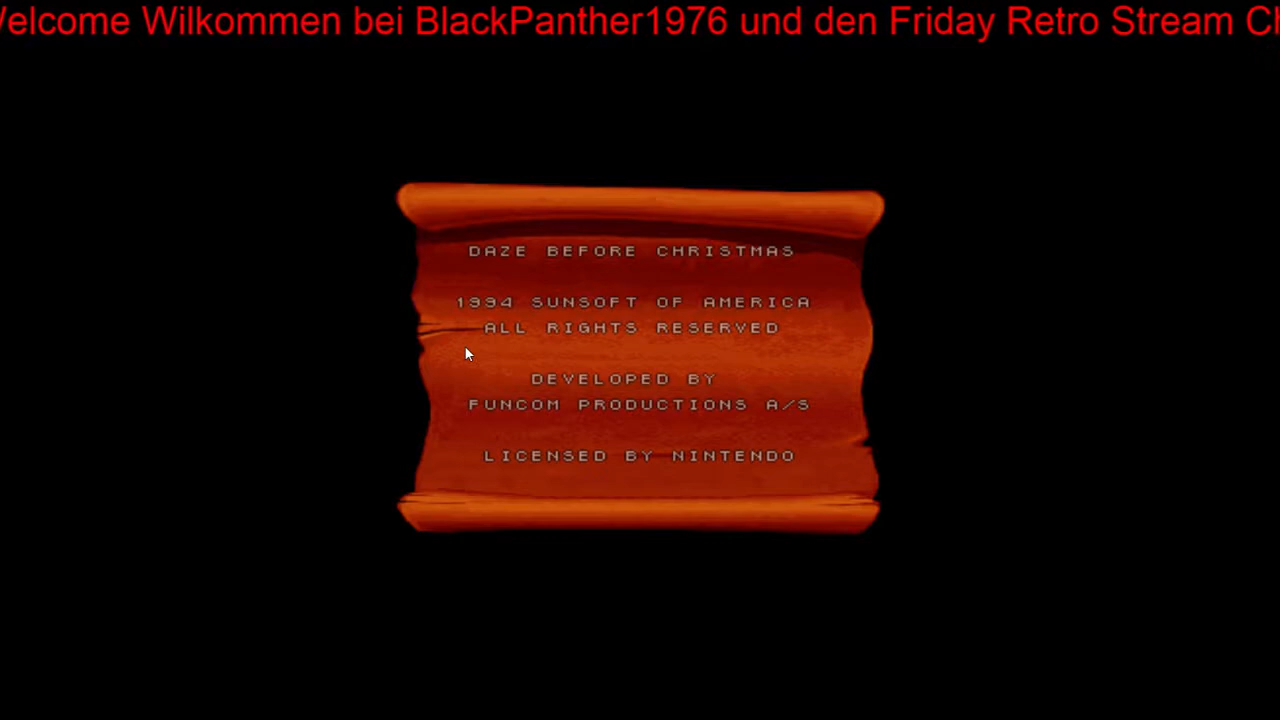 Welcome Wilkommen bei BlackPanther1976 und den Friday Retro Stream
DAZE BEFORE CHRISTMAS
1994 SUNSOFT OF AMERICA
ALL RIGHTS RESERVED
DEVELOPED BY
FUNCOM PRODUCTIONS A/S
LICENSED BY NINTENDO